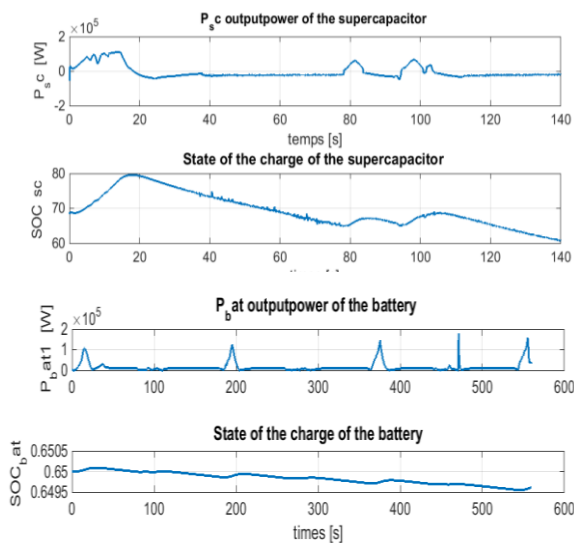 P_sc outputpower of the supercapacitor
×10^5
P_sc [W]
2
0
-2
0 20 40 60 80 100 120 140
temps [s]
State of the charge of the supercapacitor
SOC_sc
80
70
60
0 20 40 60 80 100 120 140
P_bat outputpower of the battery
×10^5
P_bat1 [W]
2
1
0
0 100 200 300 400 500 600
State of the charge of the battery
SOC_bat
0.6505
0.65
0.6495
0 100 200 300 400 500 600
times [s]